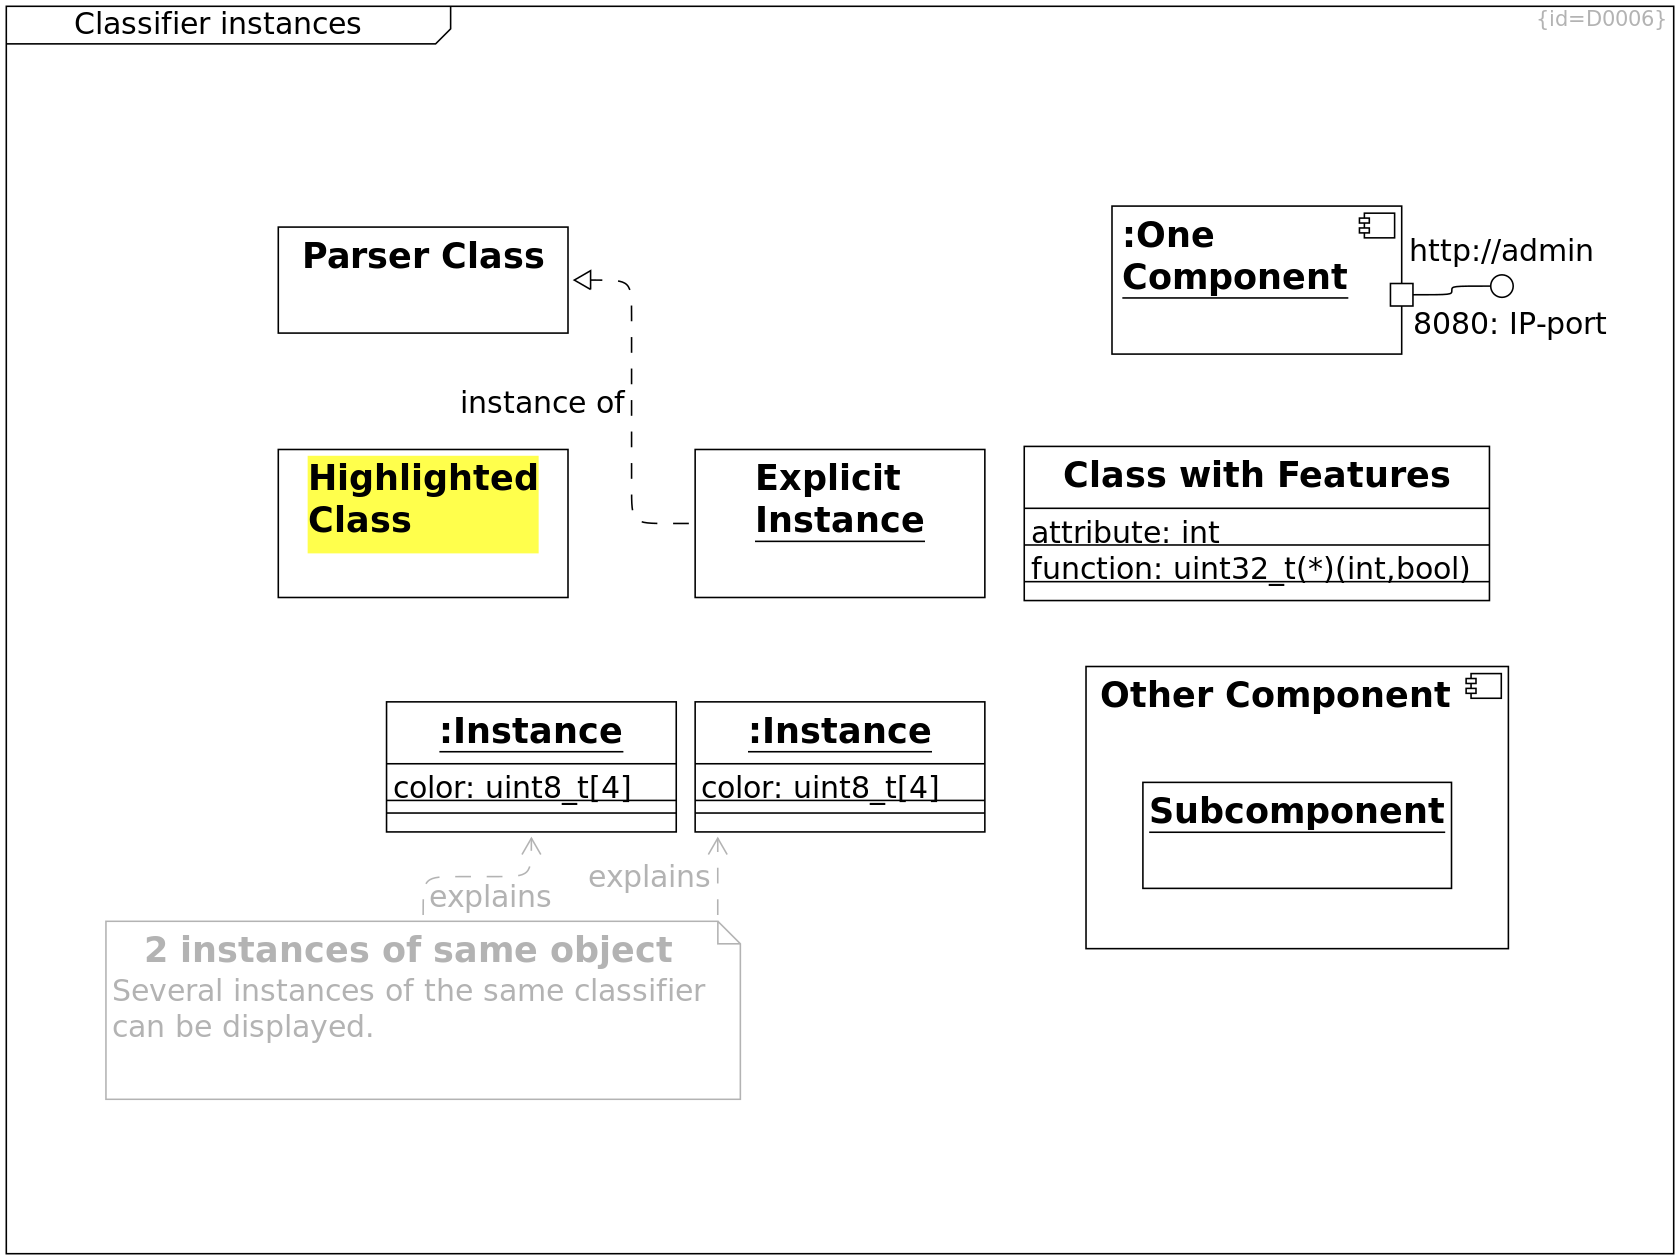 Classifier instances
{id=D0006}
Parser Class
:One
Component
http://admin
8080: IP-port
instance of
Highlighted
Class
Explicit
Instance
Class with Features
attribute: int
function: uint32_t(*)(int,bool)
:Instance
color: uint8_t[4]
:Instance
color: uint8_t[4]
Other Component
Subcomponent
explains
explains
2 instances of same object
Several instances of the same classifier
can be displayed.